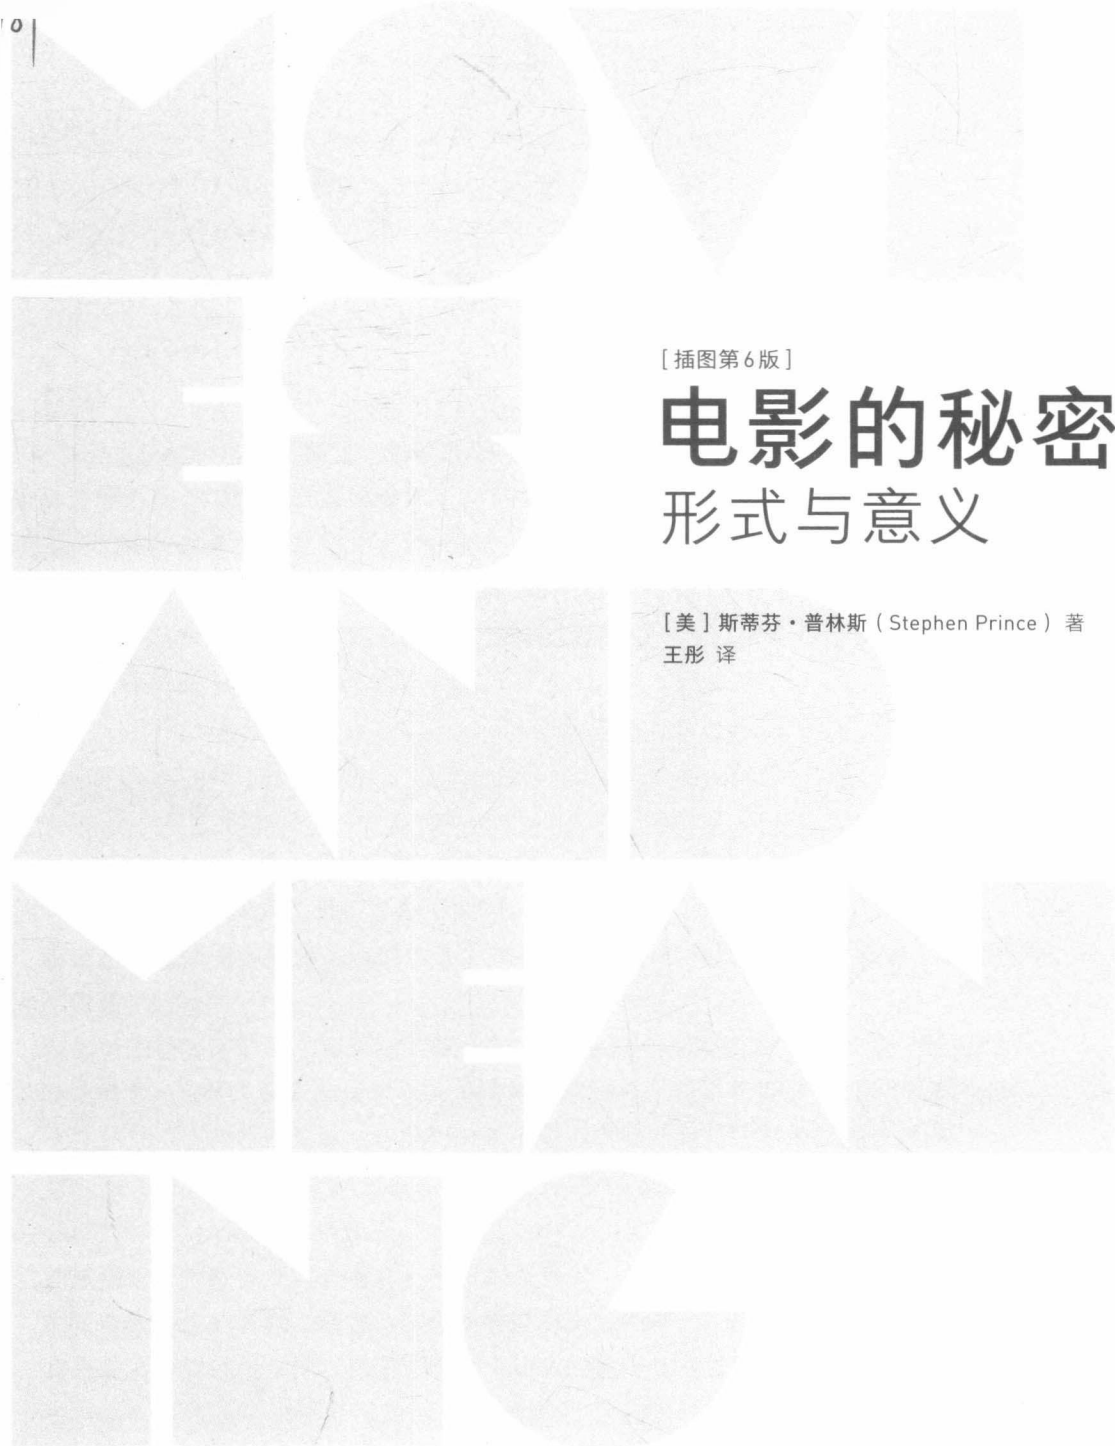 MOVI
ES
AND
MEAN
ING
[插图第6版]
电影的秘密
形式与意义
[美]斯蒂芬·普林斯（Stephen Prince）著
王彤 译